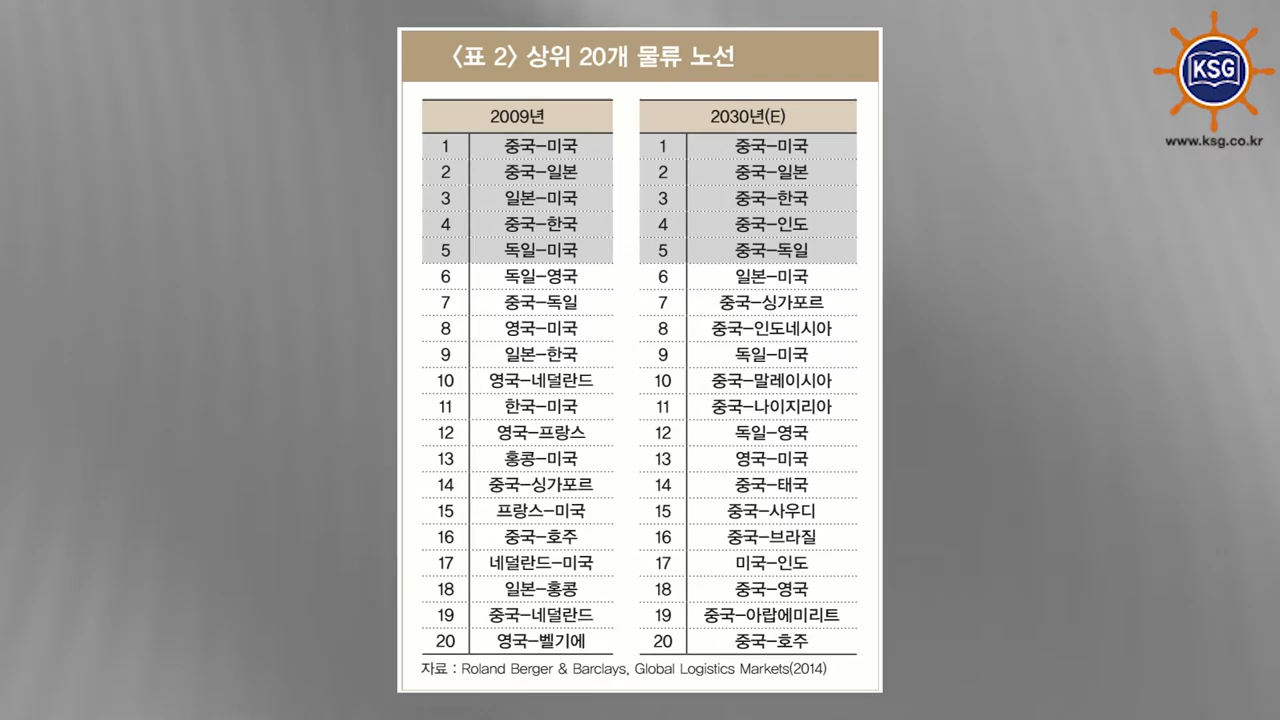 <표 2> 상위 20개 물류 노선
KSG
www.ksg.co.kr
2009년 2030년(E)
1 중국-미국 1 중국-미국
2 중국-일본 2 중국-일본
3 일본-미국 3 중국-한국
4 중국-한국 4 중국-인도
5 독일-미국 5 중국-독일
6 독일-영국 6 일본-미국
7 중국-독일 7 중국-싱가포르
8 영국-미국 8 중국-인도네시아
9 일본-한국 9 독일-미국
10 영국-네덜란드 10 중국-말레이시아
11 한국-미국 11 중국-나이지리아
12 영국-프랑스 12 독일-영국
13 홍콩-미국 13 영국-미국
14 중국-싱가포르 14 중국-태국
15 프랑스-미국 15 중국-사우디
16 중국-호주 16 중국-브라질
17 네덜란드-미국 17 미국-인도
18 일본-홍콩 18 중국-영국
19 중국-네덜란드 19 중국-아랍에미리트
20 영국-벨기에 20 중국-호주
자료 : Roland Berger & Barclays, Global Logistics Markets(2014)